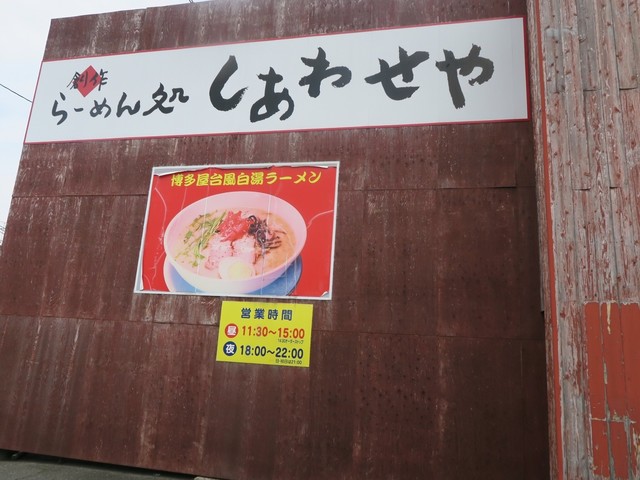 創作
らーめん処 しあわせや
博多屋台風白湯ラーメン
営業時間
昼 11:30～15:00
夜 18:00～22:00